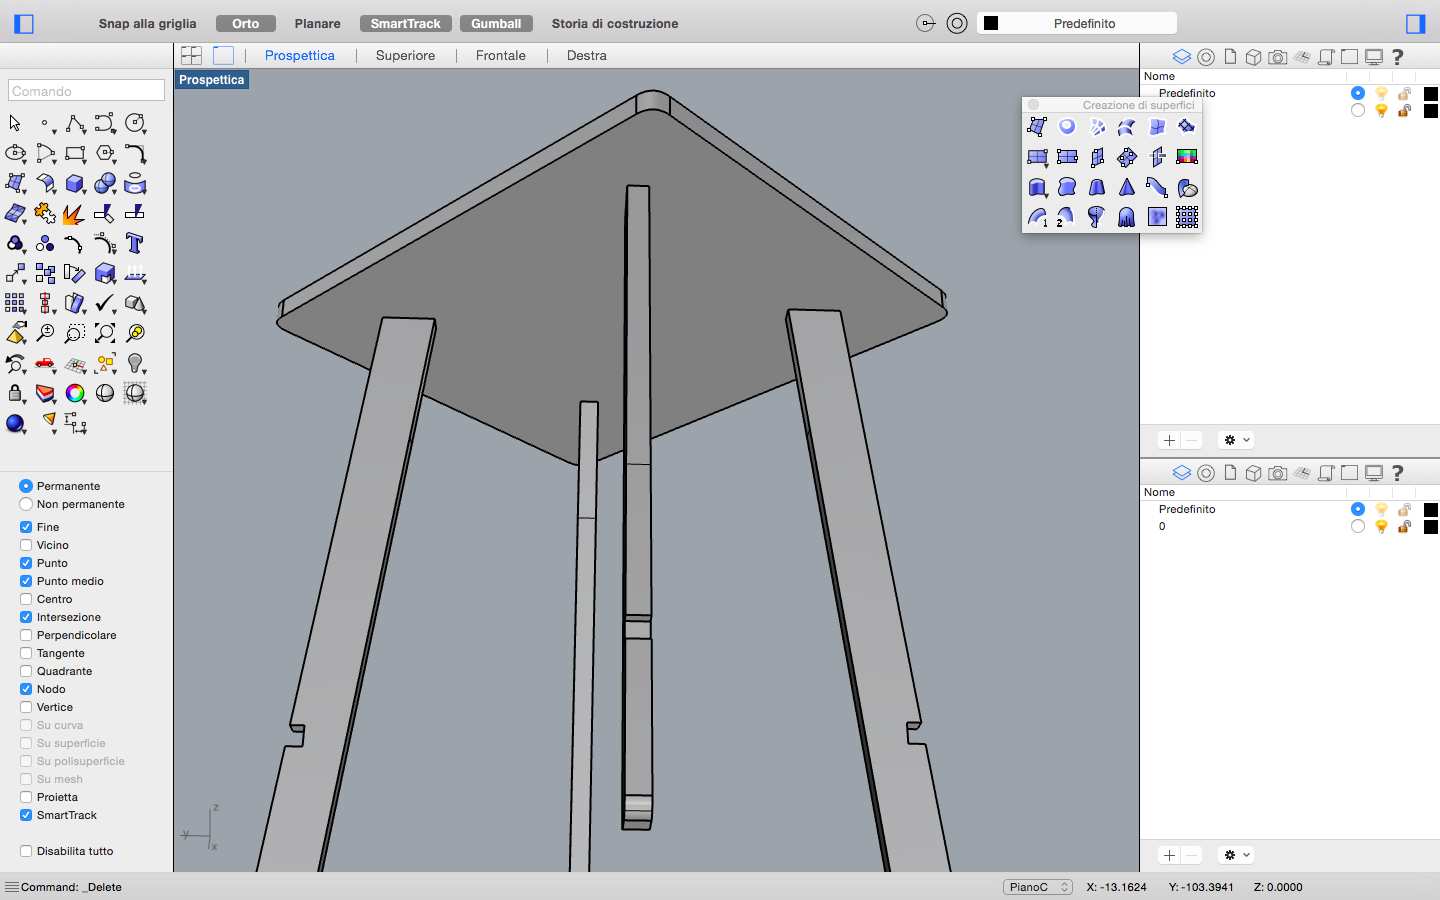 Snap alla griglia Orto Planare SmartTrack Gumball Storia di costruzione Predefinito
Prospettica Superiore Frontale Destra
Prospettica
Comando
Permanente
Non permanente
Fine
Vicino
Punto
Punto medio
Centro
Intersezione
Perpendicolare
Tangente
Quadrante
Nodo
Vertice
Su curva
Su superficie
Su polisuperficie
Su mesh
Proietta
SmartTrack
Disabilita tutto
z
y
x
Creazione di superfici
1 2
Nome
Predefinito
Nome
Predefinito
0
Command: _Delete PianoC X: -13.1624 Y: -103.3941 Z: 0.0000